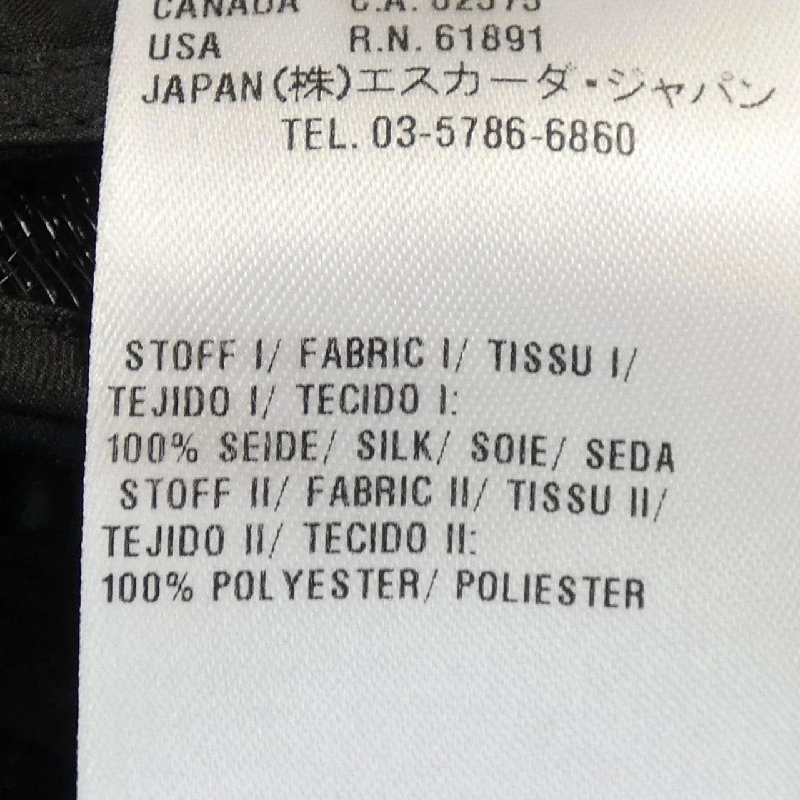 CANADA C.A.
USA R.N. 61891
JAPAN (株)エスカーダ・ジャパン
TEL. 03-5786-6860
STOFF I/ FABRIC I/ TISSU I/
TEJIDO I/ TECIDO I:
100% SEIDE/ SILK/ SOIE/ SEDA
STOFF II/ FABRIC II/ TISSU II/
TEJIDO II/ TECIDO II:
100% POLYESTER/ POLIESTER